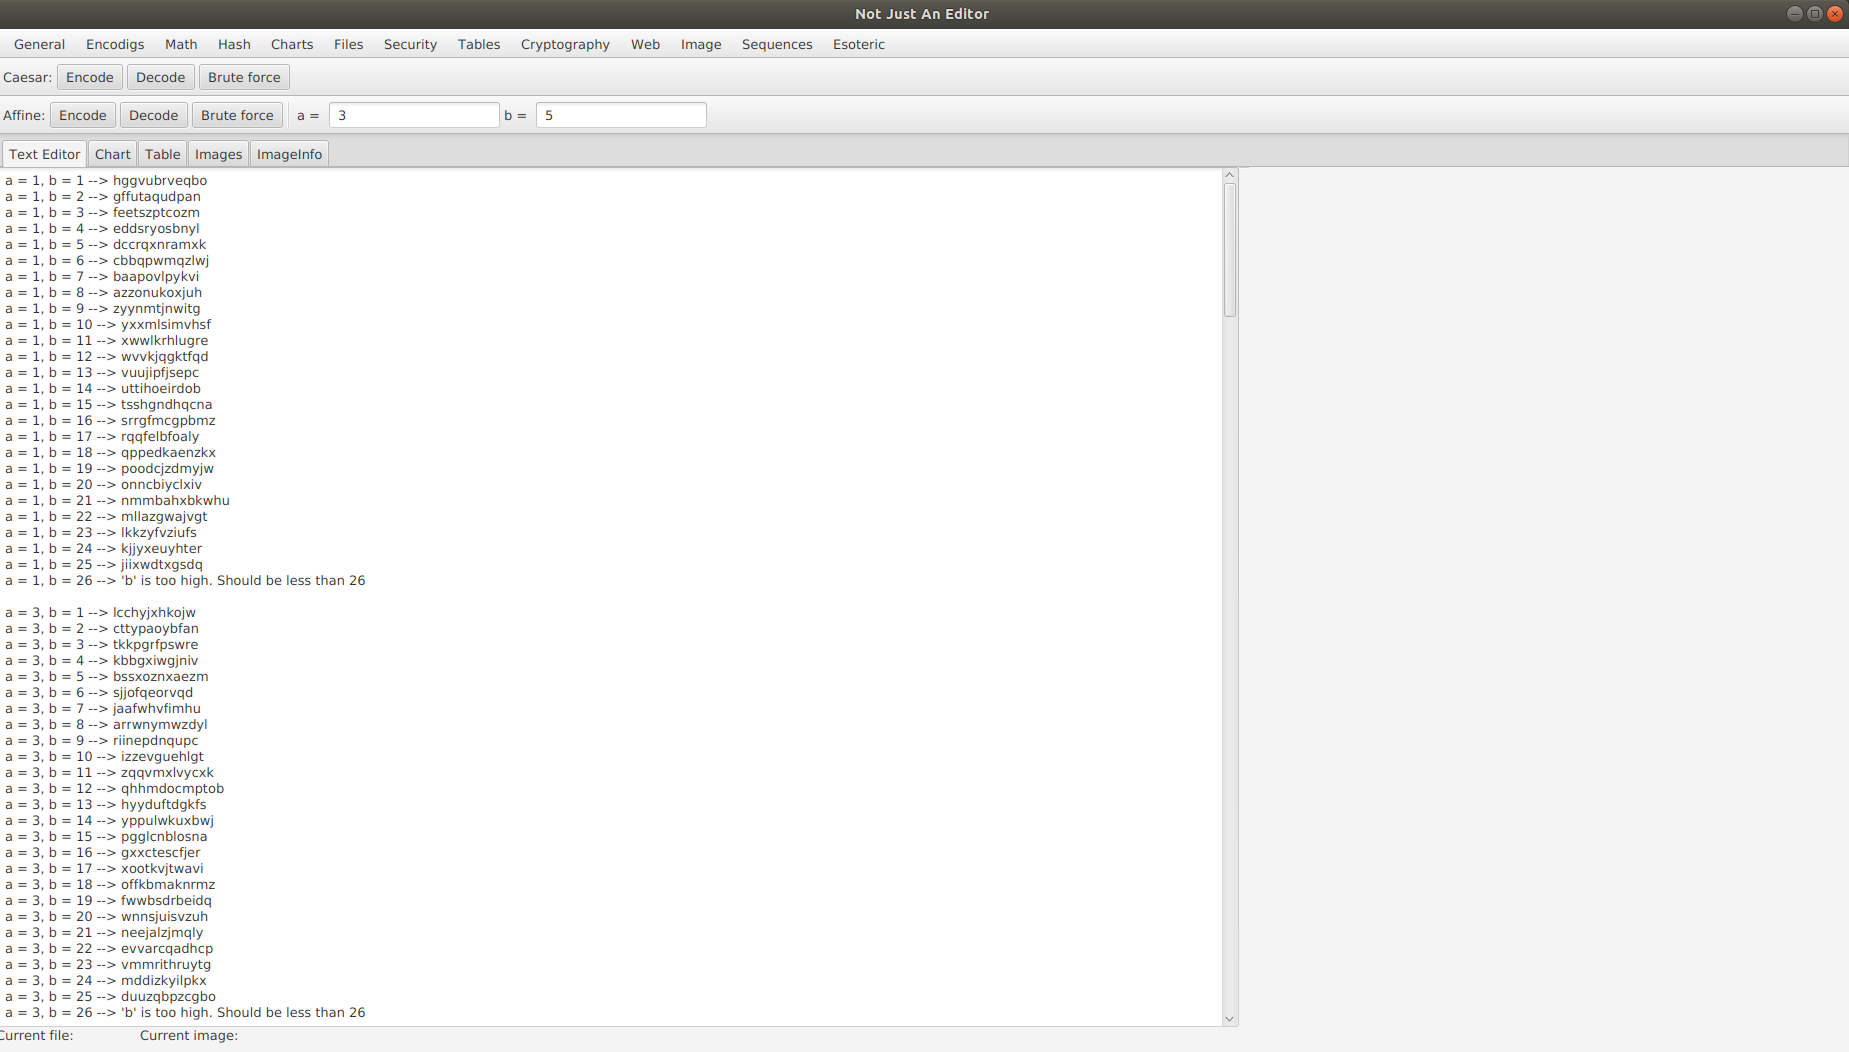 Not Just An Editor
General Encodigs Math Hash Charts Files Security Tables Cryptography Web Image Sequences Esoteric
Caesar: Encode Decode Brute force
Affine: Encode Decode Brute force a = 3 b = 5
Text Editor Chart Table Images ImageInfo
a = 1, b = 1 --> hggvubrveqbo
a = 1, b = 2 --> gffutaqudpan
a = 1, b = 3 --> feetszptcozm
a = 1, b = 4 --> eddsryosbnyl
a = 1, b = 5 --> dccrqxnramxk
a = 1, b = 6 --> cbbqpwmqzlwj
a = 1, b = 7 --> baapovlpykvi
a = 1, b = 8 --> azzonukoxjuh
a = 1, b = 9 --> zyynmtjnwitg
a = 1, b = 10 --> yxxmlsimvhsf
a = 1, b = 11 --> xwwlkrhlugre
a = 1, b = 12 --> wvvkjqgktfqd
a = 1, b = 13 --> vuujipfjsepc
a = 1, b = 14 --> uttihoeirdob
a = 1, b = 15 --> tsshgndhqcna
a = 1, b = 16 --> srrgfmcgpbmz
a = 1, b = 17 --> rqqfelbfoaly
a = 1, b = 18 --> qppedkaenzkx
a = 1, b = 19 --> poodcjzdmyjw
a = 1, b = 20 --> onncbiyclxiv
a = 1, b = 21 --> nmmbahxbkwhu
a = 1, b = 22 --> mllazgwajvgt
a = 1, b = 23 --> lkkzyfvziufs
a = 1, b = 24 --> kjjyxeuyhter
a = 1, b = 25 --> jiixwdtxgsdq
a = 1, b = 26 --> 'b' is too high. Should be less than 26
a = 3, b = 1 --> lcchyjxhkojw
a = 3, b = 2 --> cttypaoybfan
a = 3, b = 3 --> tkkpgrfpswre
a = 3, b = 4 --> kbbgxiwgjniv
a = 3, b = 5 --> bssxoznxaezm
a = 3, b = 6 --> sjjofqeorvqd
a = 3, b = 7 --> jaafwhvfimhu
a = 3, b = 8 --> arrwnymwzdyl
a = 3, b = 9 --> riinepdnqupc
a = 3, b = 10 --> izzevguehlgt
a = 3, b = 11 --> zqqvmxlvycxk
a = 3, b = 12 --> qhhmdocmptob
a = 3, b = 13 --> hyyduftdgkfs
a = 3, b = 14 --> yppulwkuxbwj
a = 3, b = 15 --> pgglcnblosna
a = 3, b = 16 --> gxxctescfjer
a = 3, b = 17 --> xootkvjtwavi
a = 3, b = 18 --> offkbmaknrmz
a = 3, b = 19 --> fwwbsdrbeidq
a = 3, b = 20 --> wnnsjuisvzuh
a = 3, b = 21 --> neejalzjmqly
a = 3, b = 22 --> evvarcqadhcp
a = 3, b = 23 --> vmmrithruytg
a = 3, b = 24 --> mddizkyilpkx
a = 3, b = 25 --> duuzqbpzcgbo
a = 3, b = 26 --> 'b' is too high. Should be less than 26
Current file: Current image: